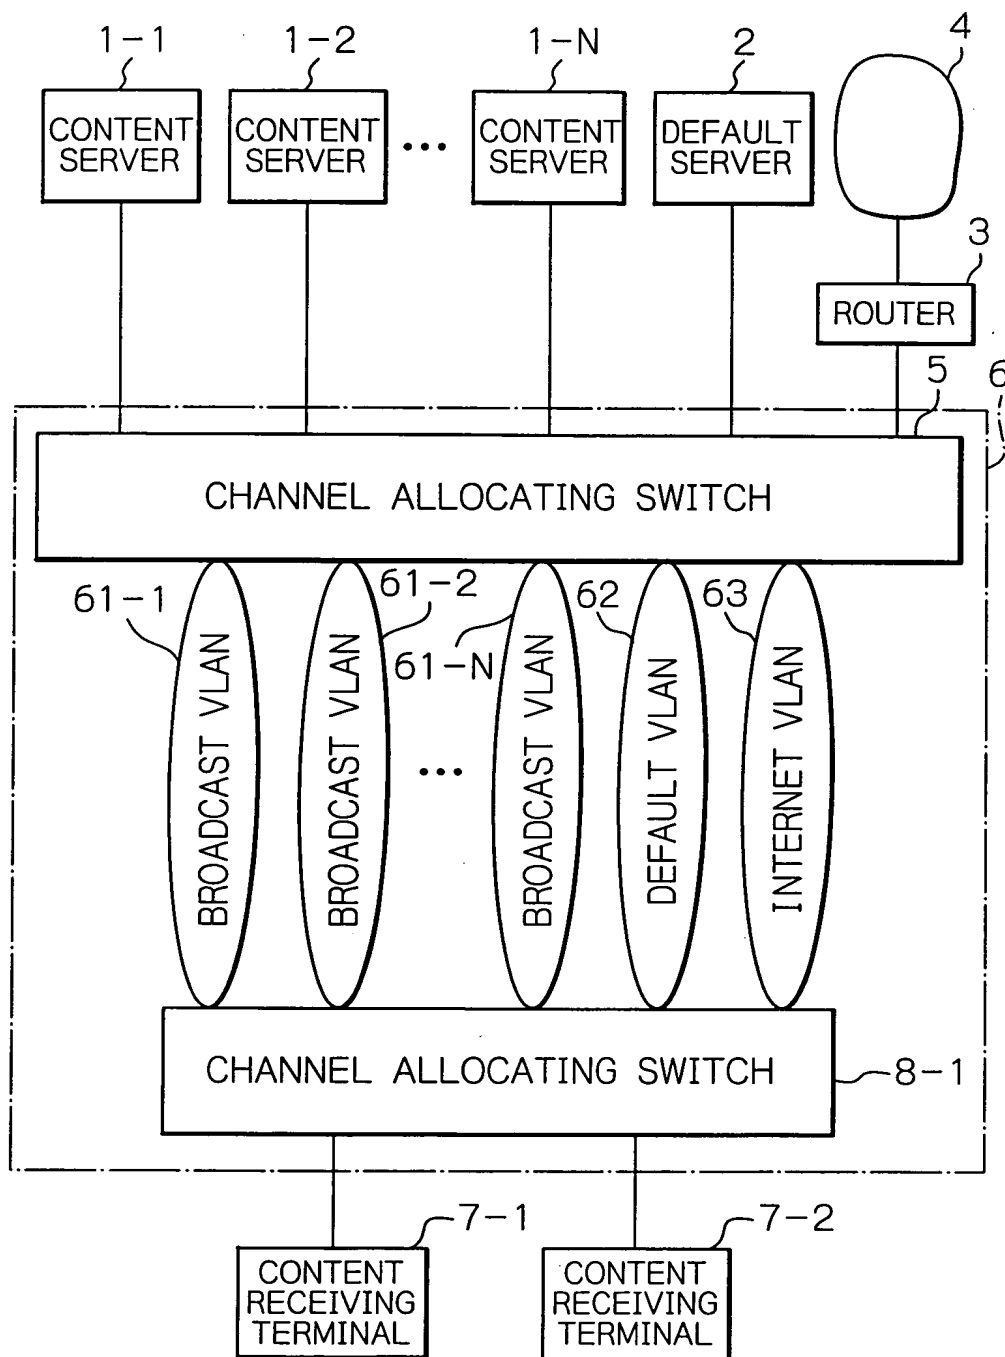 1-1
1-2
1-N
2
4
CONTENT
SERVER
CONTENT
SERVER
•••
CONTENT
SERVER
DEFAULT
SERVER
3
ROUTER
5
6
CHANNEL ALLOCATING SWITCH
61-1
61-2
61-N
62
63
BROADCAST VLAN
BROADCAST VLAN
•••
BROADCAST VLAN
DEFAULT VLAN
INTERNET VLAN
CHANNEL ALLOCATING SWITCH
8-1
7-1
7-2
CONTENT
RECEIVING
TERMINAL
CONTENT
RECEIVING
TERMINAL